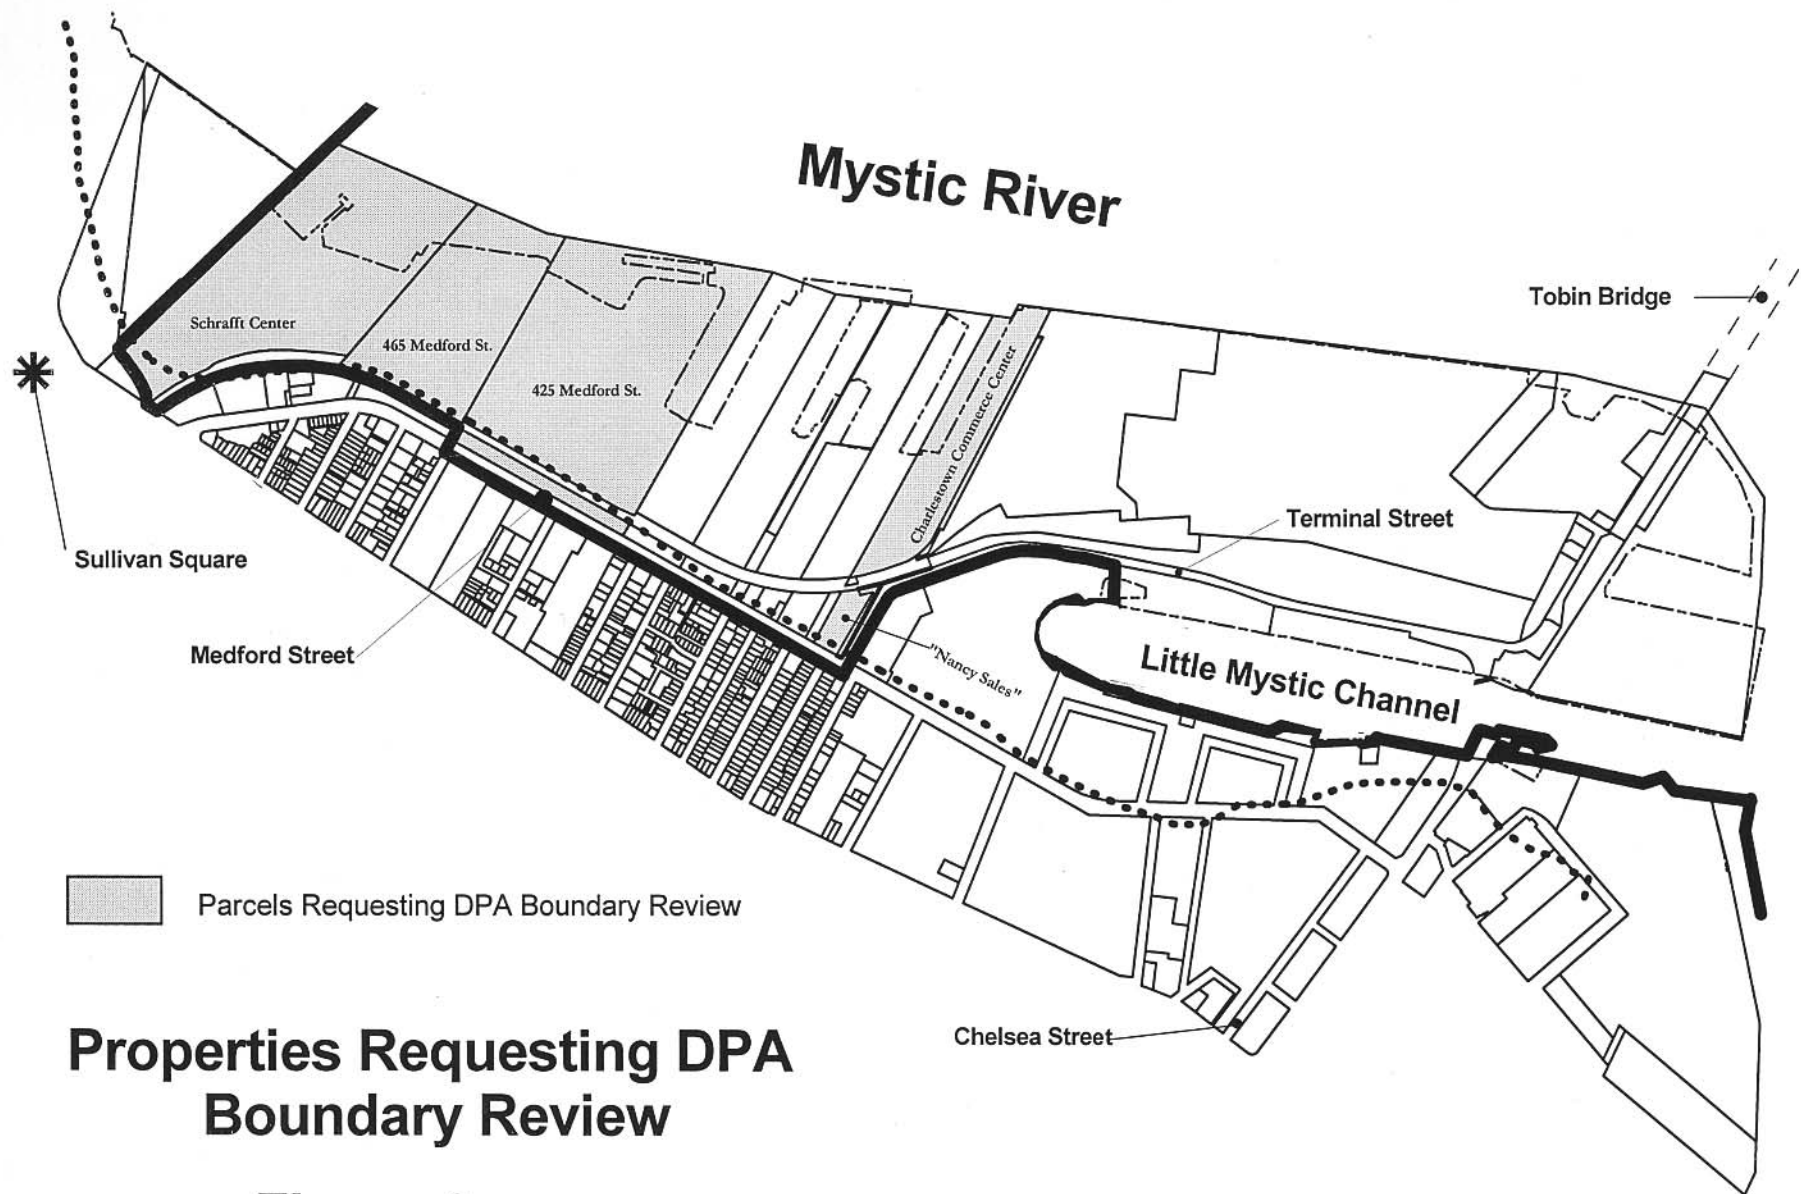 Mystic River
Tobin Bridge
Schrafft Center
465 Medford St.
425 Medford St.
Charlestown Commerce Center
Terminal Street
Sullivan Square
Medford Street
"Nancy Sales"
Little Mystic Channel
Parcels Requesting DPA Boundary Review
Chelsea Street
Properties Requesting DPA
Boundary Review